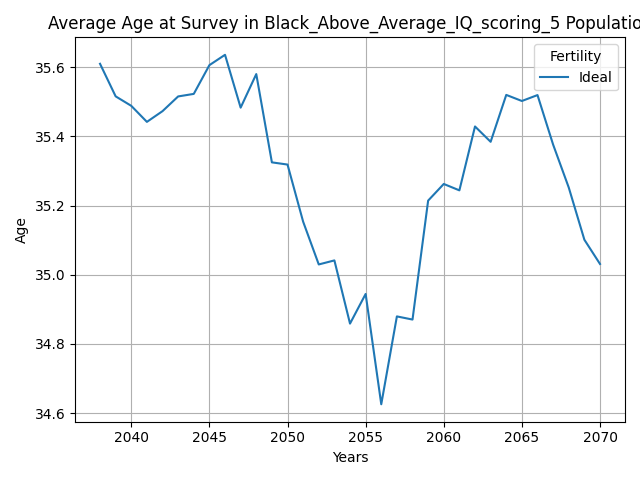 Average Age at Survey in Black_Above_Average_IQ_scoring_5 Populatio
Fertility
Ideal
35.6
35.4
35.2
35.0
34.8
34.6
Age
2040 2045 2050 2055 2060 2065 2070
Years